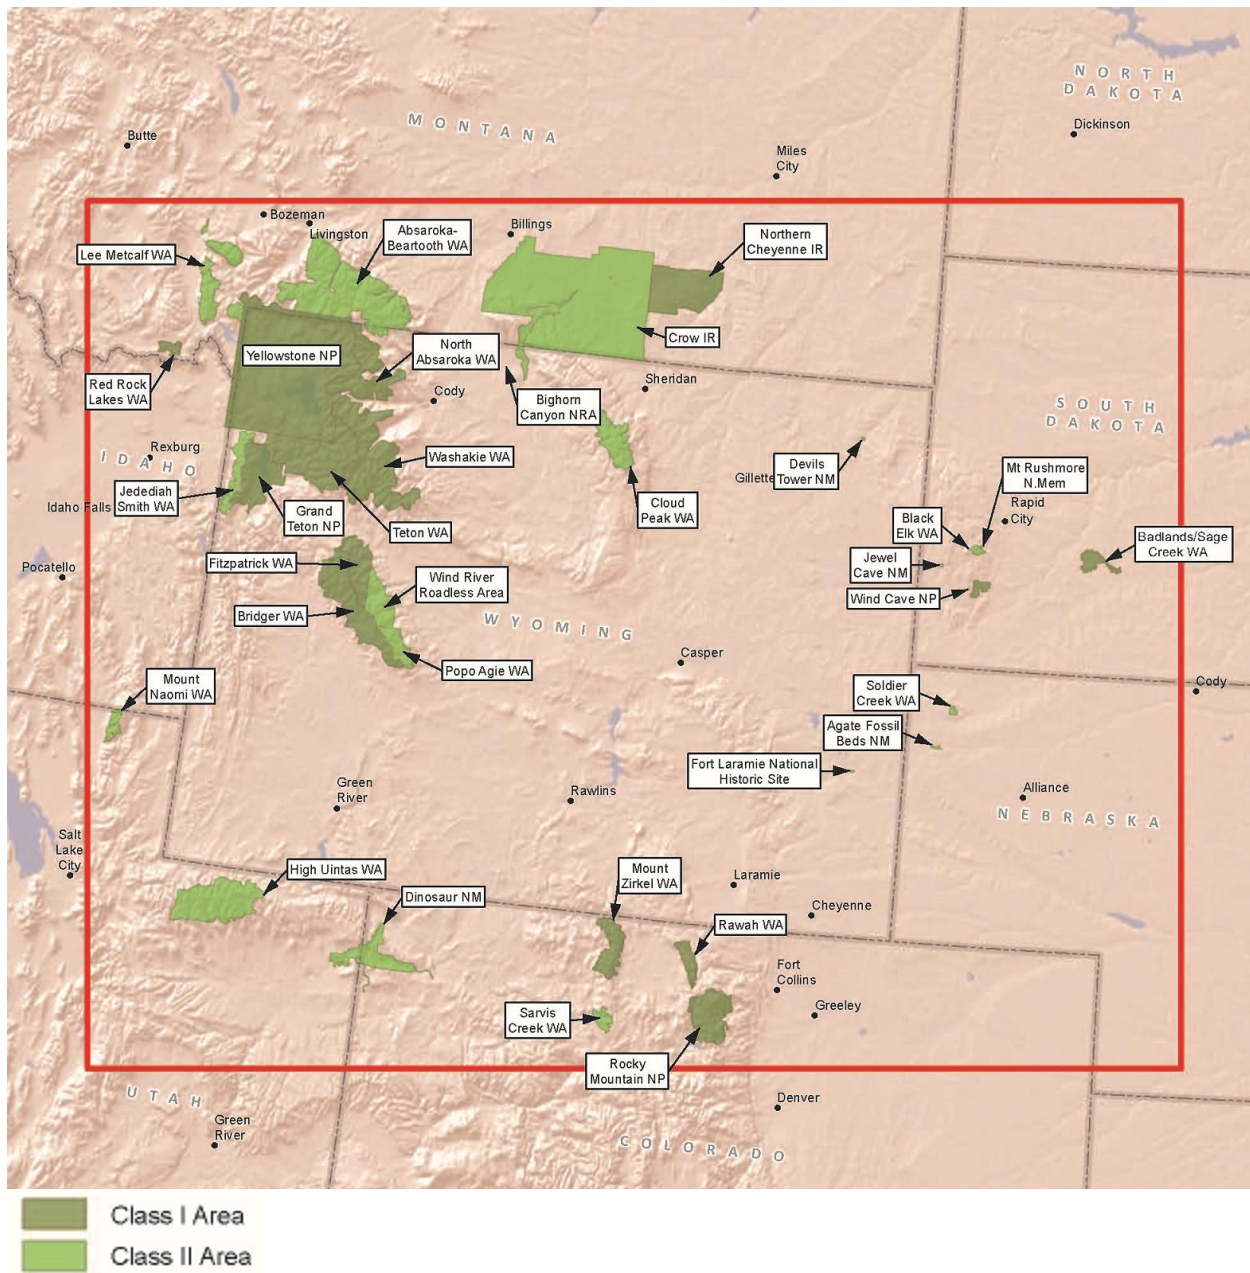 NORTH
DAKOTA
Dickinson
MONTANA
Butte
Miles
City
Bozeman
Livingston
Absaroka-
Beartooth WA
Billings
Northern
Cheyenne IR
Lee Metcalf WA
Crow IR
Yellowstone NP
North
Absaroka WA
Red Rock
Lakes WA
Cody
Bighorn
Canyon NRA
Sheridan
SOUTH
DAKOTA
Rexburg
IDAHO
Washakie WA
Gillette
Devils
Tower NM
Mt Rushmore
N.Mem
Rapid
City
Idaho Falls
Jedediah
Smith WA
Grand
Teton NP
Teton WA
Cloud
Peak WA
Black
Elk WA
Badlands/Sage
Creek WA
Pocatello
Fitzpatrick WA
Jewel
Cave NM
Wind River
Roadless Area
Wind Cave NP
Bridger WA
WYOMING
Casper
Popo Agie WA
Mount
Naomi WA
Soldier
Creek WA
Cody
Agate Fossil
Beds NM
Fort Laramie National
Historic Site
Green
River
Rawlins
Alliance
NEBRASKA
Salt
Lake
City
High Uintas WA
Dinosaur NM
Mount
Zirkel WA
Laramie
Cheyenne
Rawah WA
Fort
Collins
Greeley
Sarvis
Creek WA
Rocky
Mountain NP
UTAH
Green
River
Denver
COLORADO
Class I Area
Class II Area